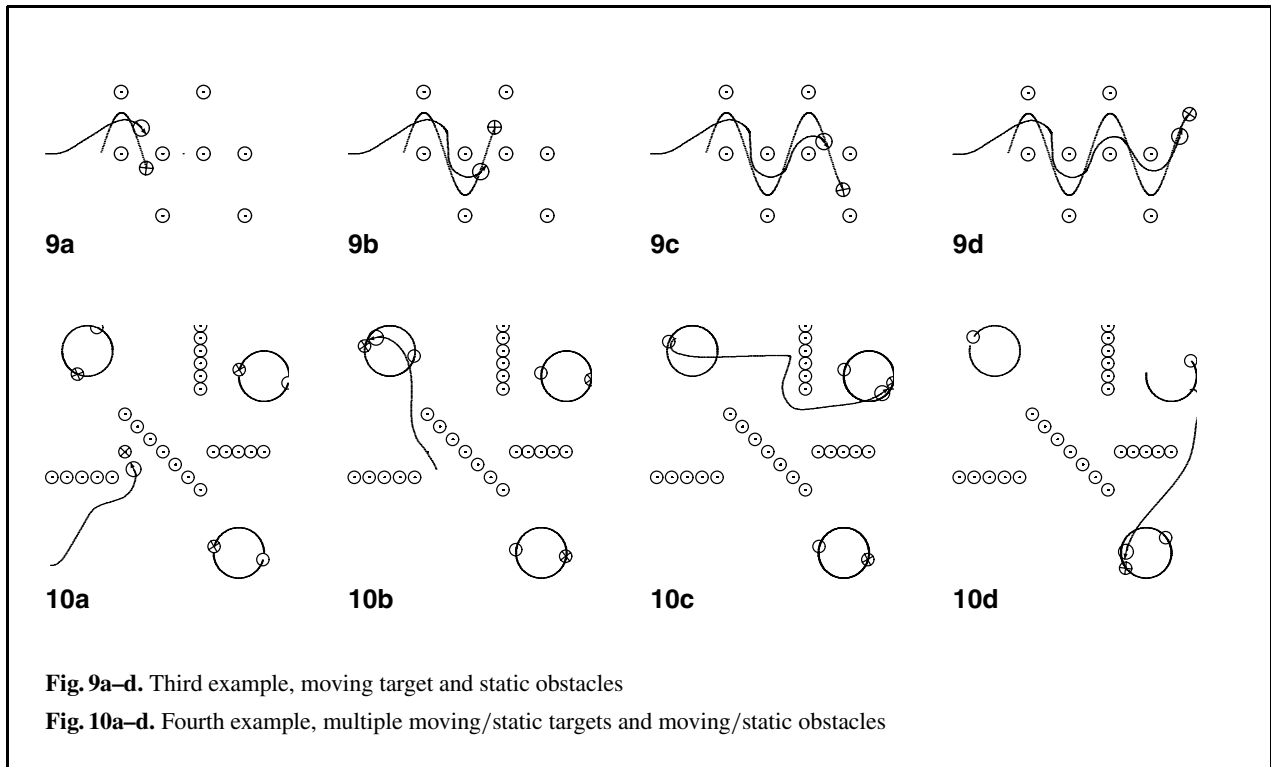 9a
9b
9c
9d
10a
10b
10c
10d
Fig. 9a–d. Third example, moving target and static obstacles
Fig. 10a–d. Fourth example, multiple moving/static targets and moving/static obstacles